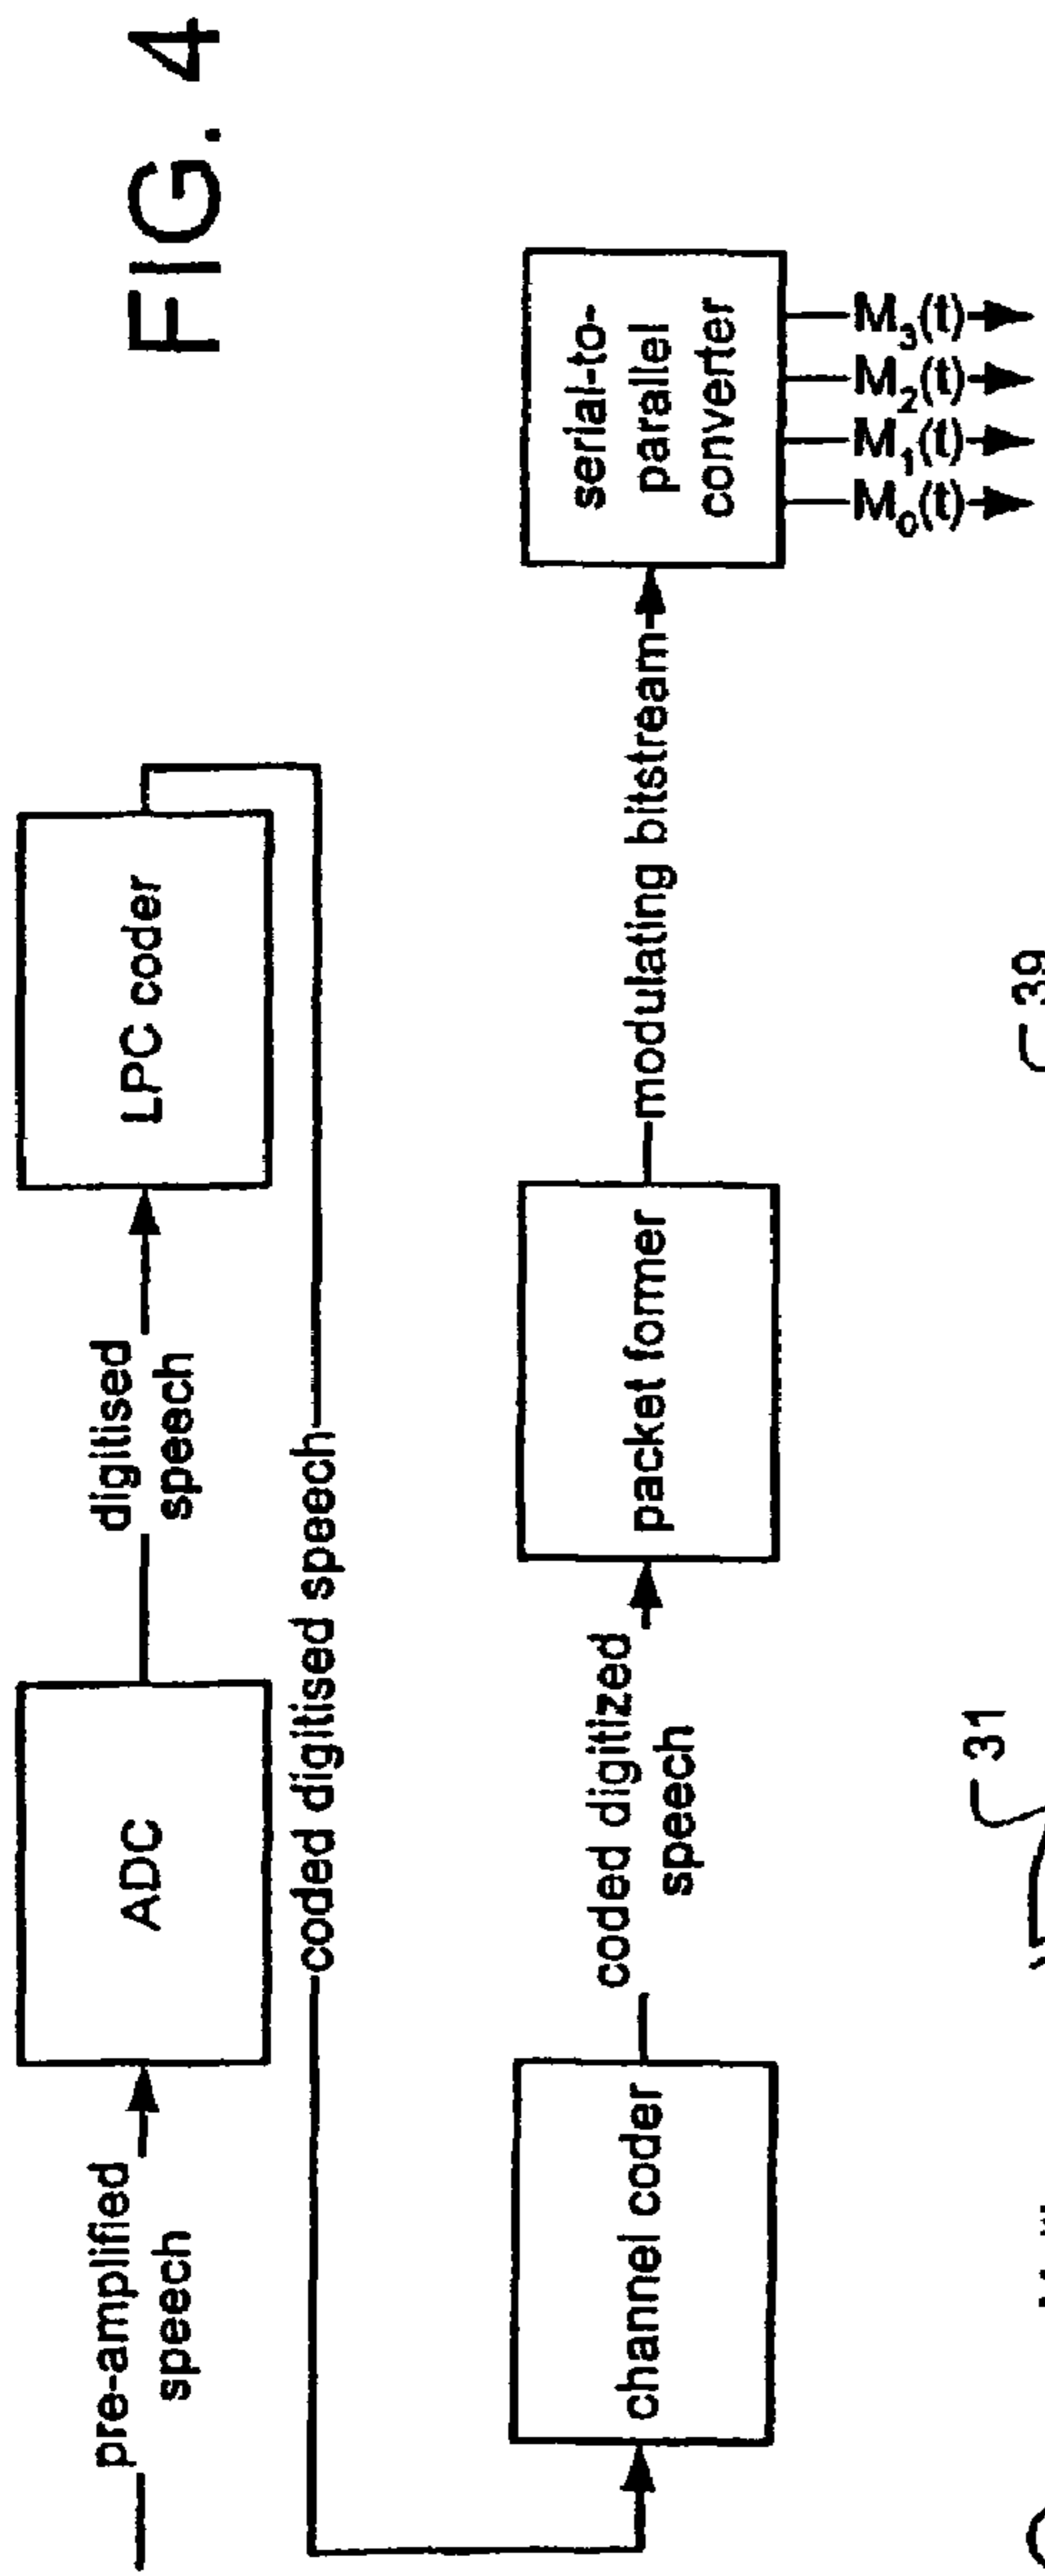 FIG. 4
pre-amplified
speech
ADC
digitised
speech
LPC coder
coded digitised speech
channel coder
coded digitized
speech
packet former
modulating bitstream
serial-to-
parallel
converter
M₃(t)
M₂(t)
M₁(t)
M₀(t)
31
39